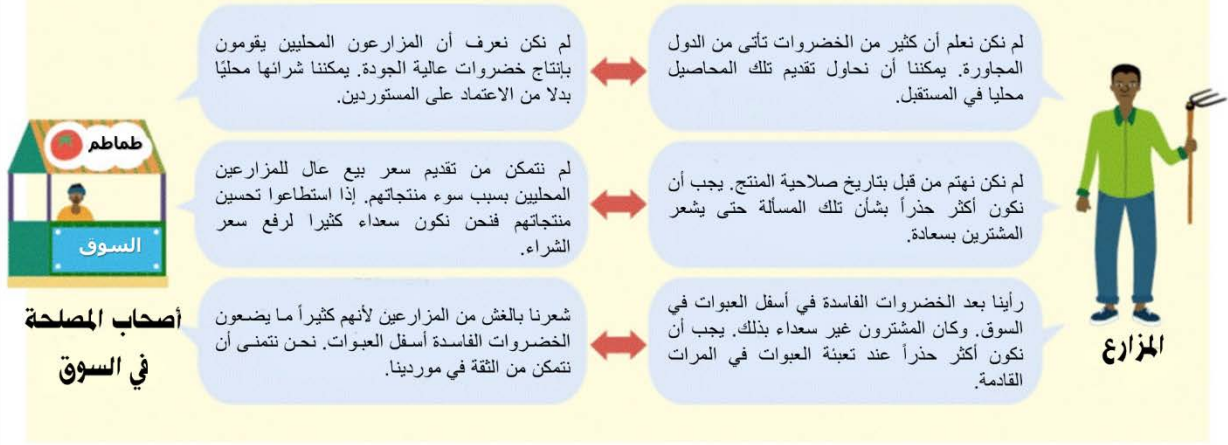 لم نكن نعلم أن كثير من الخضروات تأتى من الدول
المجاورة. يمكننا أن نحاول تقديم تلك المحاصيل
محليا في المستقبل.
لم نكن نعرف أن المزارعون المحليين يقومون
بإنتاج خضروات عالية الجودة. يمكننا شرائها محليًا
بدلا من الاعتماد على المستوردين.
لم نكن نهتم من قبل بتاريخ صلاحية المنتج. يجب أن
نكون أكثر حذراً بشأن تلك المسألة حتى يشعر
المشترين بسعادة.
لم نتمكن من تقديم سعر بيع عال للمزارعين
المحليين بسبب سوء منتجاتهم. إذا استطاعوا تحسين
منتجاتهم فنحن نكون سعداء كثيرا لرفع سعر
الشراء.
رأينا بعد الخضروات الفاسدة في أسفل العبوات في
السوق. وكان المشترون غير سعداء بذلك. يجب أن
نكون أكثر حذراً عند تعبئة العبوات في المرات
القادمة.
شعرنا بالغش من المزارعين لأنهم كثيراً ما يضعون
الخضروات الفاسدة أسفل العبوات. نحن نتمنى أن
نتمكن من الثقة في موردينا.
المزارع
طماطم
السوق
أصحاب المصلحة
في السوق